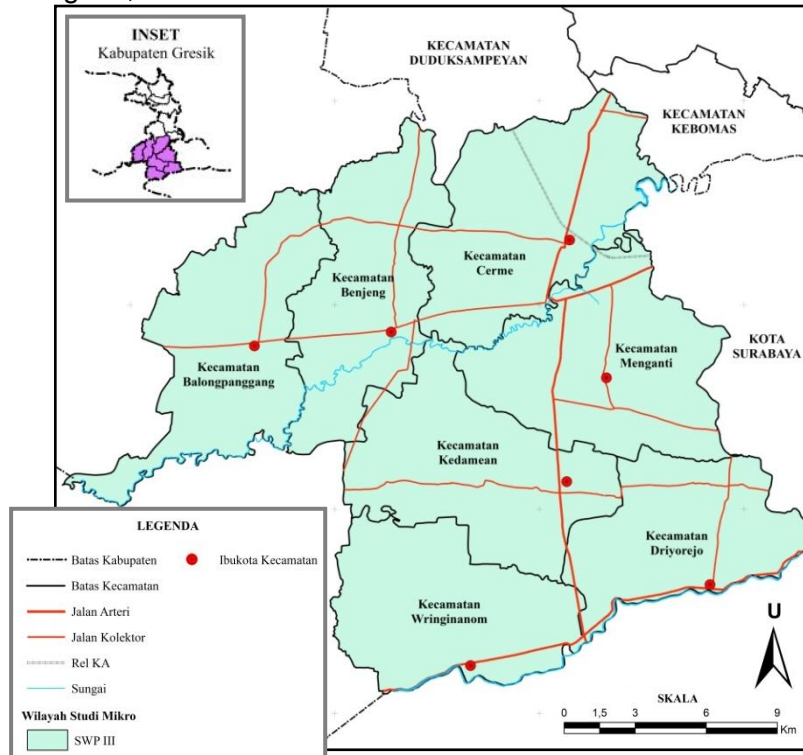 INSET
Kabupaten Gresik
KECAMATAN
DUDUKSAMPEYAN
KECAMATAN
KEBOMAS
Kecamatan
Cerme
Kecamatan
Benjeng
KOTA
SURABAYA
Kecamatan
Menganti
Kecamatan
Balongpanggang
Kecamatan
Kedamean
Kecamatan
Driyorejo
Kecamatan
Wringinanom
LEGENDA
Batas Kabupaten
Ibukota Kecamatan
Batas Kecamatan
Jalan Arteri
Jalan Kolektor
Rel KA
Sungai
Wilayah Studi Mikro
SWP III
U
SKALA
0 1,5 3 6 9
Km